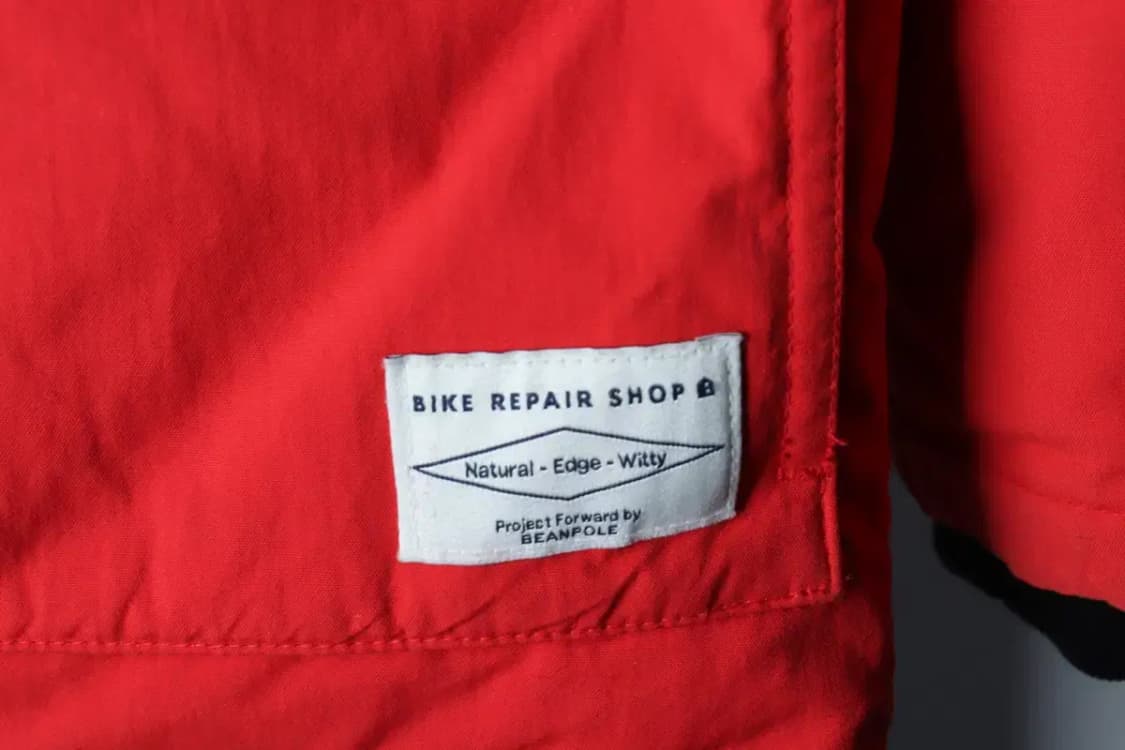 BIKE REPAIR SHOP
Natural - Edge - Witty
Project Forward by
BEANPOLE